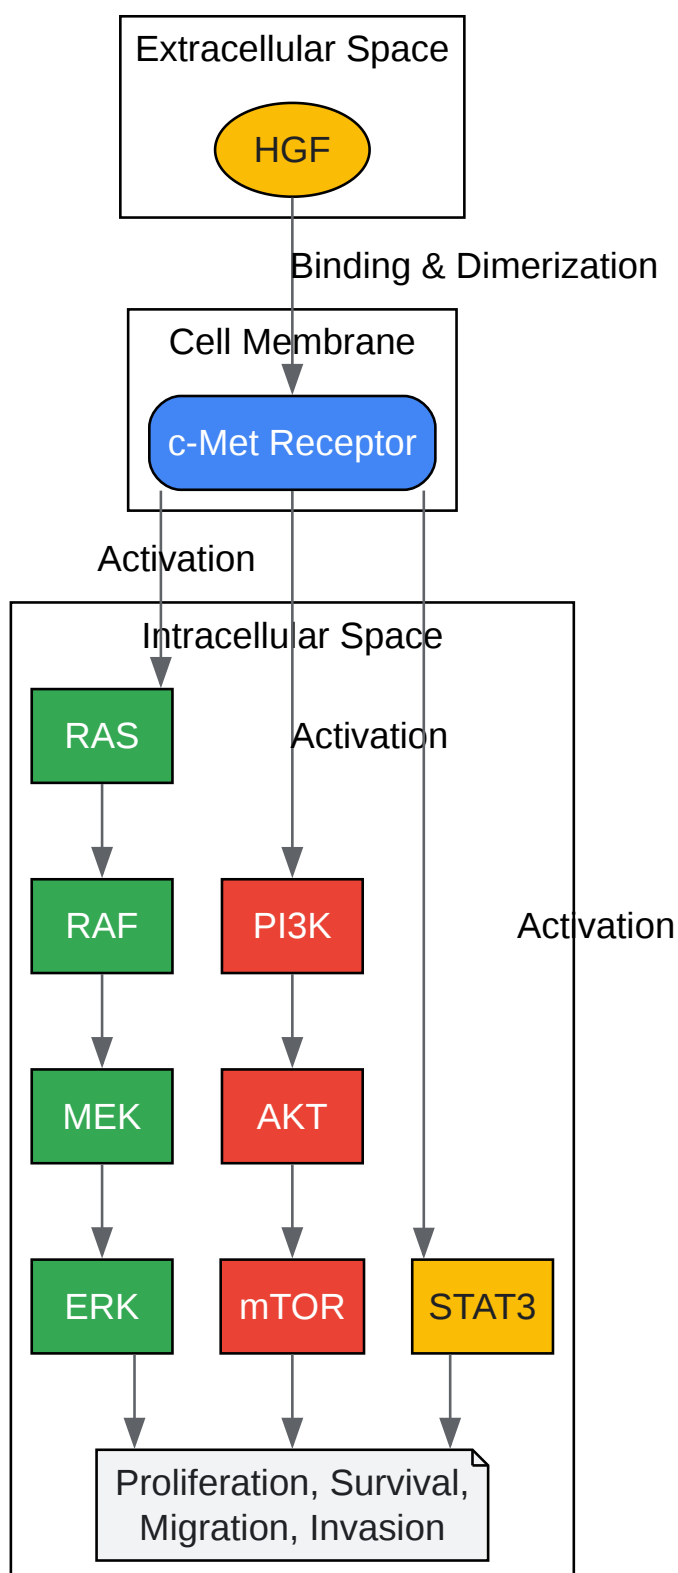 Extracellular Space
HGF
Binding & Dimerization
Cell Membrane
c-Met Receptor
Activation
Intracellular Space
RAS
Activation
RAF
PI3K
Activation
MEK
AKT
ERK
mTOR
STAT3
Proliferation, Survival,
Migration, Invasion